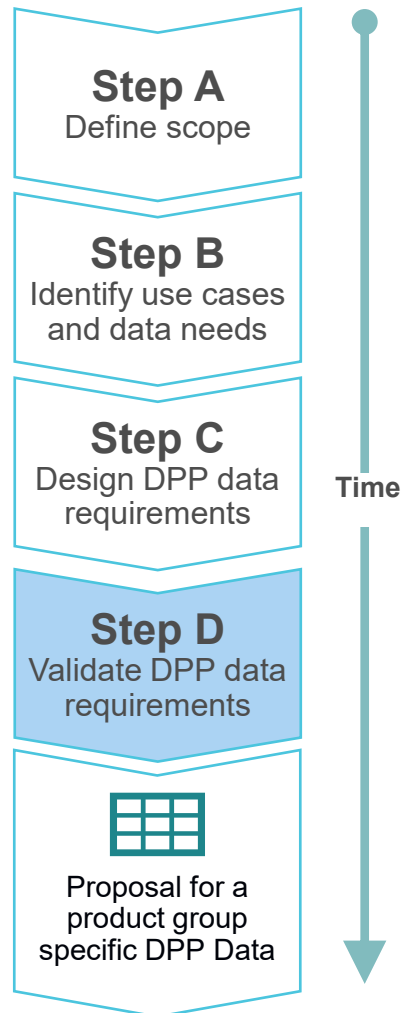 Step A
Define scope
Step B
Identify use cases
and data needs
Step C
Design DPP data
requirements
Time
Step D
Validate DPP data
requirements
Proposal for a
product group
specific DPP Data